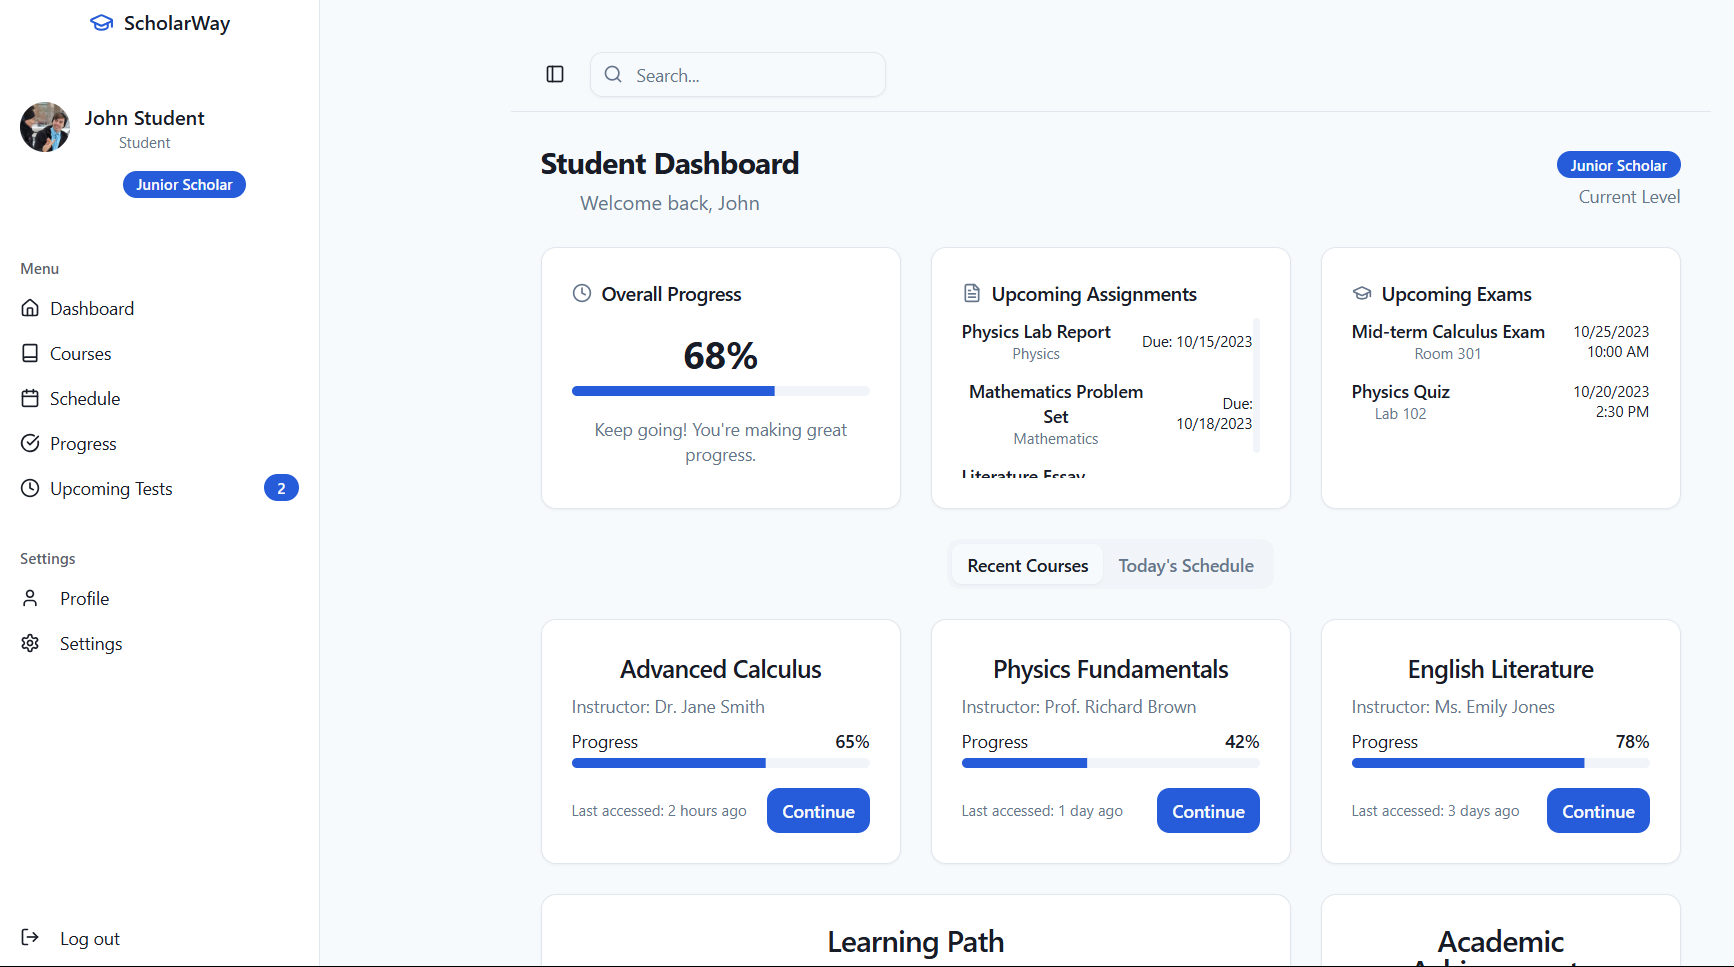 ScholarWay
John Student
Student
Junior Scholar
Menu
Dashboard
Courses
Schedule
Progress
Upcoming Tests
2
Settings
Profile
Settings
Log out
Search...
Student Dashboard
Welcome back, John
Junior Scholar
Current Level
Overall Progress
68%
Keep going! You're making great
progress.
Upcoming Assignments
Physics Lab Report
Physics
Due: 10/15/2023
Mathematics Problem
Set
Mathematics
Due:
10/18/2023
Literature Essay
Upcoming Exams
Mid-term Calculus Exam
Room 301
10/25/2023
10:00 AM
Physics Quiz
Lab 102
10/20/2023
2:30 PM
Recent Courses
Today's Schedule
Advanced Calculus
Instructor: Dr. Jane Smith
Progress 65%
Last accessed: 2 hours ago
Continue
Physics Fundamentals
Instructor: Prof. Richard Brown
Progress 42%
Last accessed: 1 day ago
Continue
English Literature
Instructor: Ms. Emily Jones
Progress 78%
Last accessed: 3 days ago
Continue
Learning Path
Academic